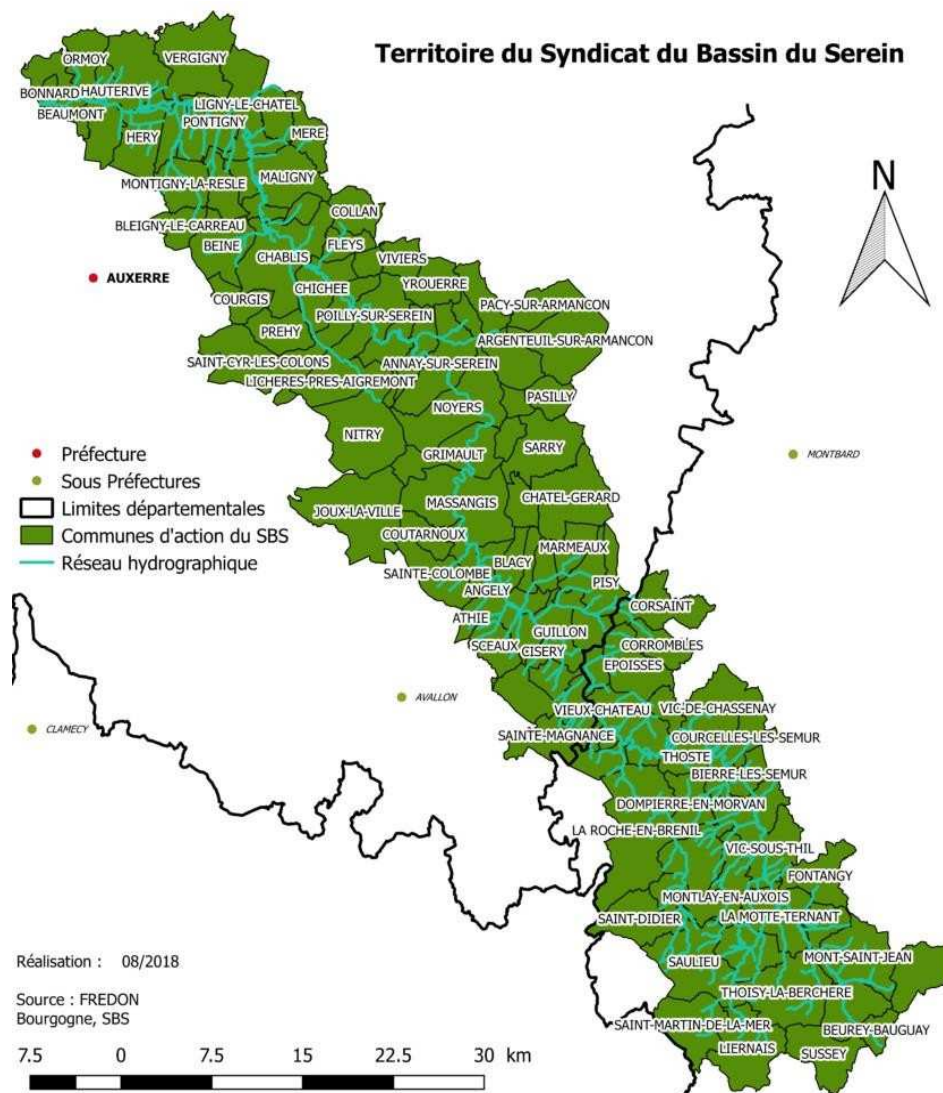 Territoire du Syndicat du Bassin du Serein
ORMOY
VERGIGNY
BONNARD
HAUTERIVE
BEAUMONT
LIGNY-LE-CHATEL
PONTIGNY
HERY
MERE
MONTIGNY-LA-RESLE
MALIGNY
N
COLLAN
BLEIGNY-LE-CARREAU
BEINE
FLEYS
CHABLIS
VIVIERS
AUXERRE
YROUERRE
CHICHEE
COURGIS
PACY-SUR-ARMANCON
POILLY-SUR-SEREIN
PREHY
ARGENTEUIL-SUR-ARMANCON
SAINT-CYR-LES-COLONS
ANNAY-SUR-SEREIN
LICHERES-PRES-AIGREMONT
PASILLY
NOYERS
NITRY
SARRY
GRIMAULT
MONTBARD
Préfecture
Sous Préfectures
Limites départementales
Communes d'action du SBS
Réseau hydrographique
CHATEL-GERARD
MASSANGIS
JOUX-LA-VILLE
COUTARNOUX
MARMEAUX
BLACY
SAINTE-COLOMBE
PISY
ANGELY
CORSAINT
ATHIE
GUILLON
SCEAUX
CISERY
CORROMBLES
EPOISSES
AVALLON
VIEUX-CHATEAU
VIC-DE-CHASSENAY
CLAMECY
SAINTE-MAGNANCE
COURCELLES-LES-SEMUR
THOSTE
BIERRE-LES-SEMUR
DOMPIERRE-EN-MORVAN
LA ROCHE-EN-BRENIL
VIC-SOUS-THIL
FONTANGY
MONTLAY-EN-AUXOIS
SAINT-DIDIER
LA MOTTE-TERNANT
SAULIEU
MONT-SAINT-JEAN
THOISY-LA-BERCHERE
SAINT-MARTIN-DE-LA-MER
BEUREY-BAUGUAY
LIERNAIS
SUSSEY
Réalisation : 08/2018
Source : FREDON
Bourgogne, SBS
7.5 0 7.5 15 22.5 30 km